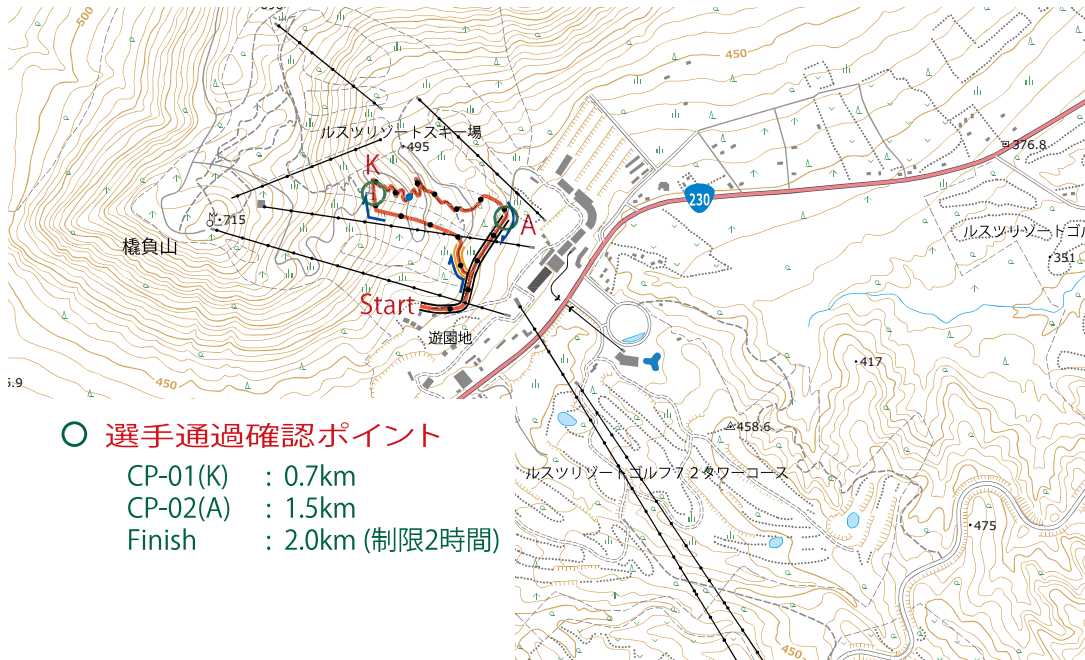 500
450
ルスツリゾートスキー場
495
376.8
K
230
A
715
橇負山
ルスツリゾートゴル
351
Start
遊園地
417
450
5.9
458.6
選手通過確認ポイント
CP-01(K) : 0.7km
CP-02(A) : 1.5km
Finish : 2.0km (制限2時間)
ルスツリゾートゴルフ72タワーコース
475
450